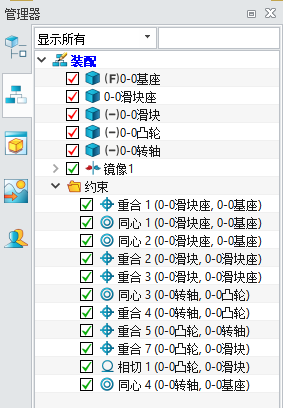 管理器
显示所有
装配
(F)0-0基座
0-0滑块座
(−)0-0滑块
(−)0-0凸轮
(−)0-0转轴
镜像1
约束
重合 1 (0-0滑块座, 0-0基座)
同心 1 (0-0滑块座, 0-0基座)
同心 2 (0-0滑块座, 0-0基座)
重合 2 (0-0滑块, 0-0滑块座)
重合 3 (0-0滑块, 0-0滑块座)
同心 3 (0-0转轴, 0-0凸轮)
重合 4 (0-0转轴, 0-0凸轮)
重合 5 (0-0凸轮, 0-0转轴)
重合 7 (0-0凸轮, 0-0滑块)
相切 1 (0-0凸轮, 0-0滑块)
同心 4 (0-0转轴, 0-0基座)